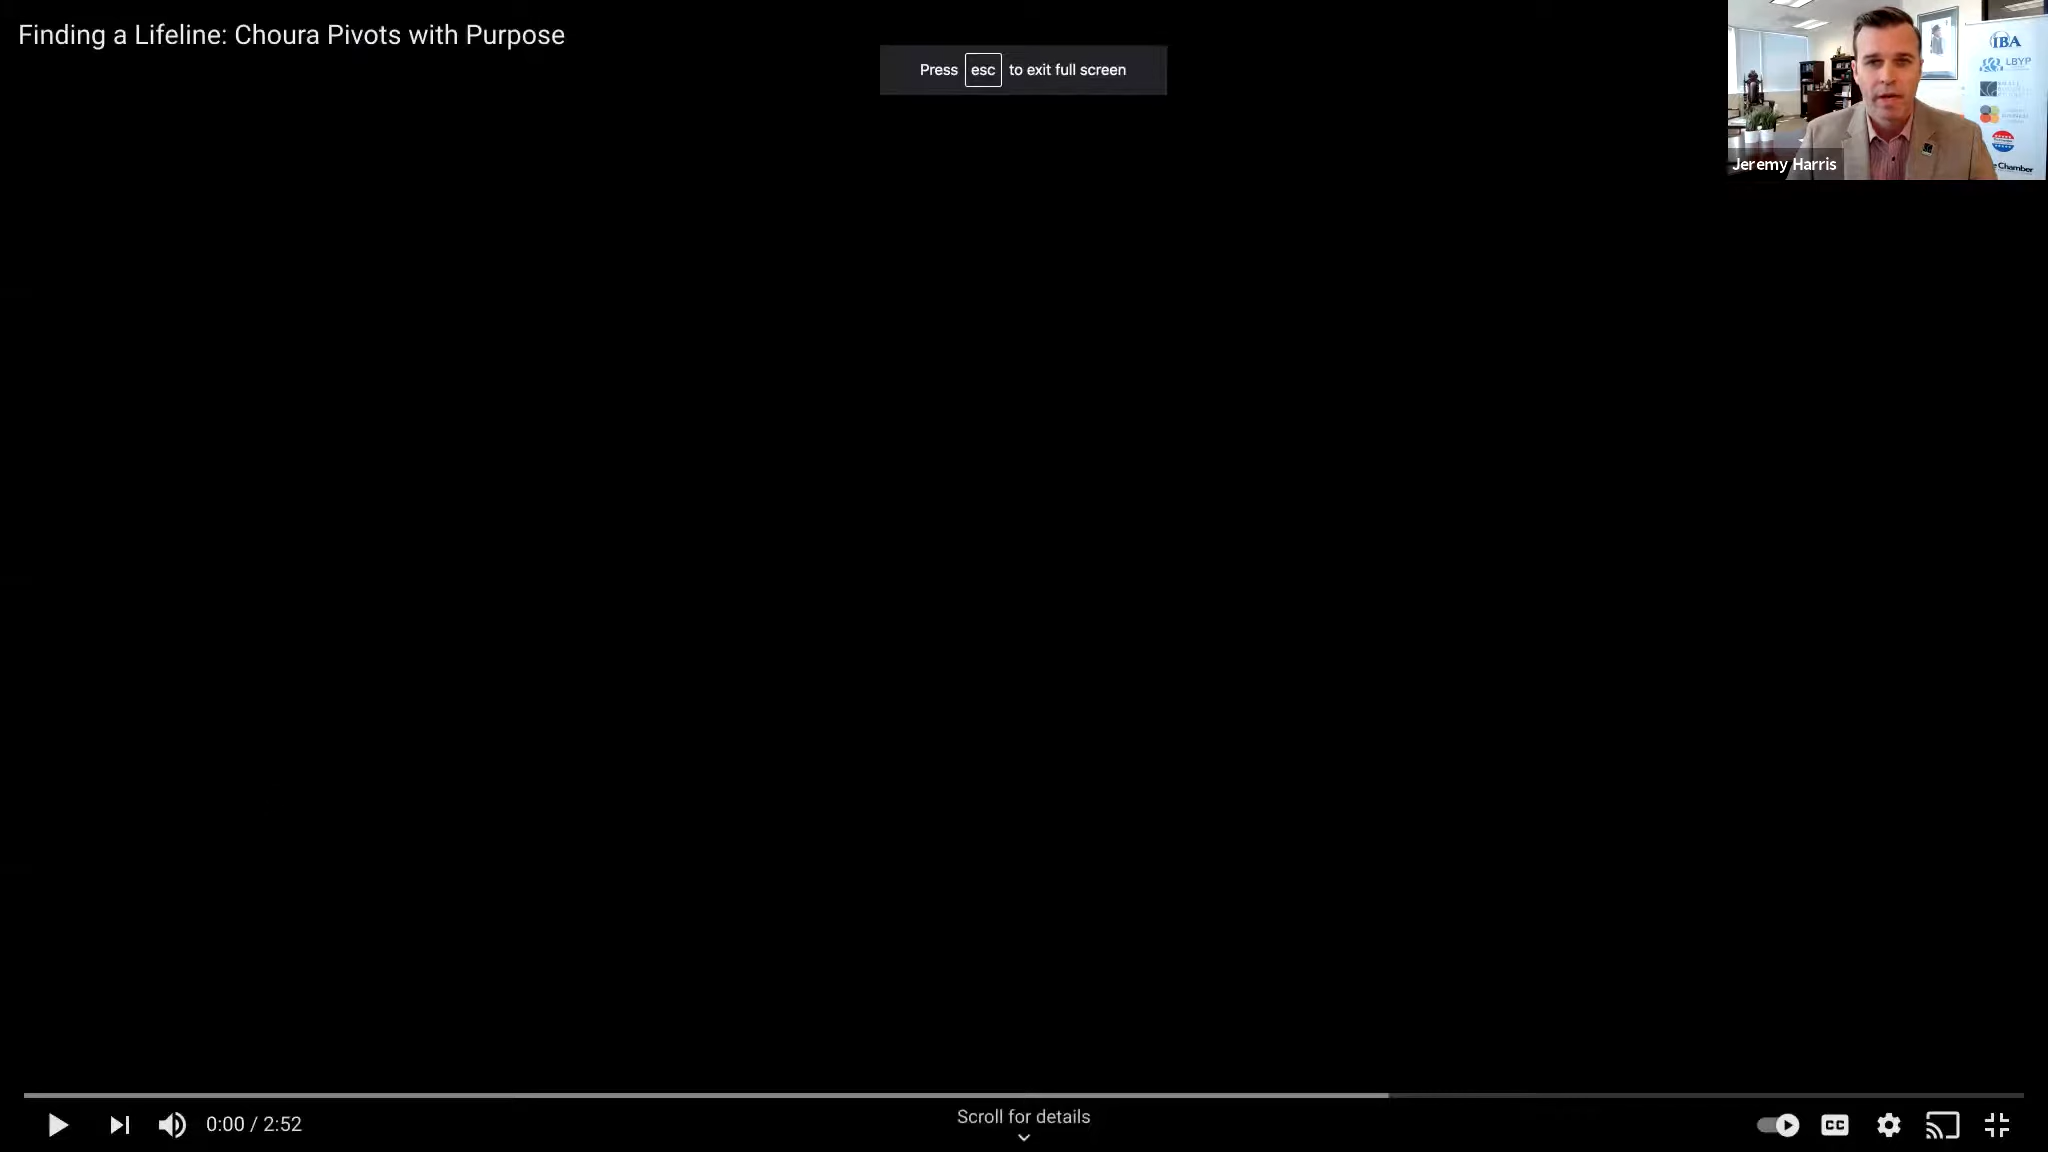 Finding a Lifeline: Choura Pivots with Purpose
Press esc to exit full screen
IBA
LBYP
Jeremy Harris
Chamber
0:00 / 2:52
Scroll for details
CC